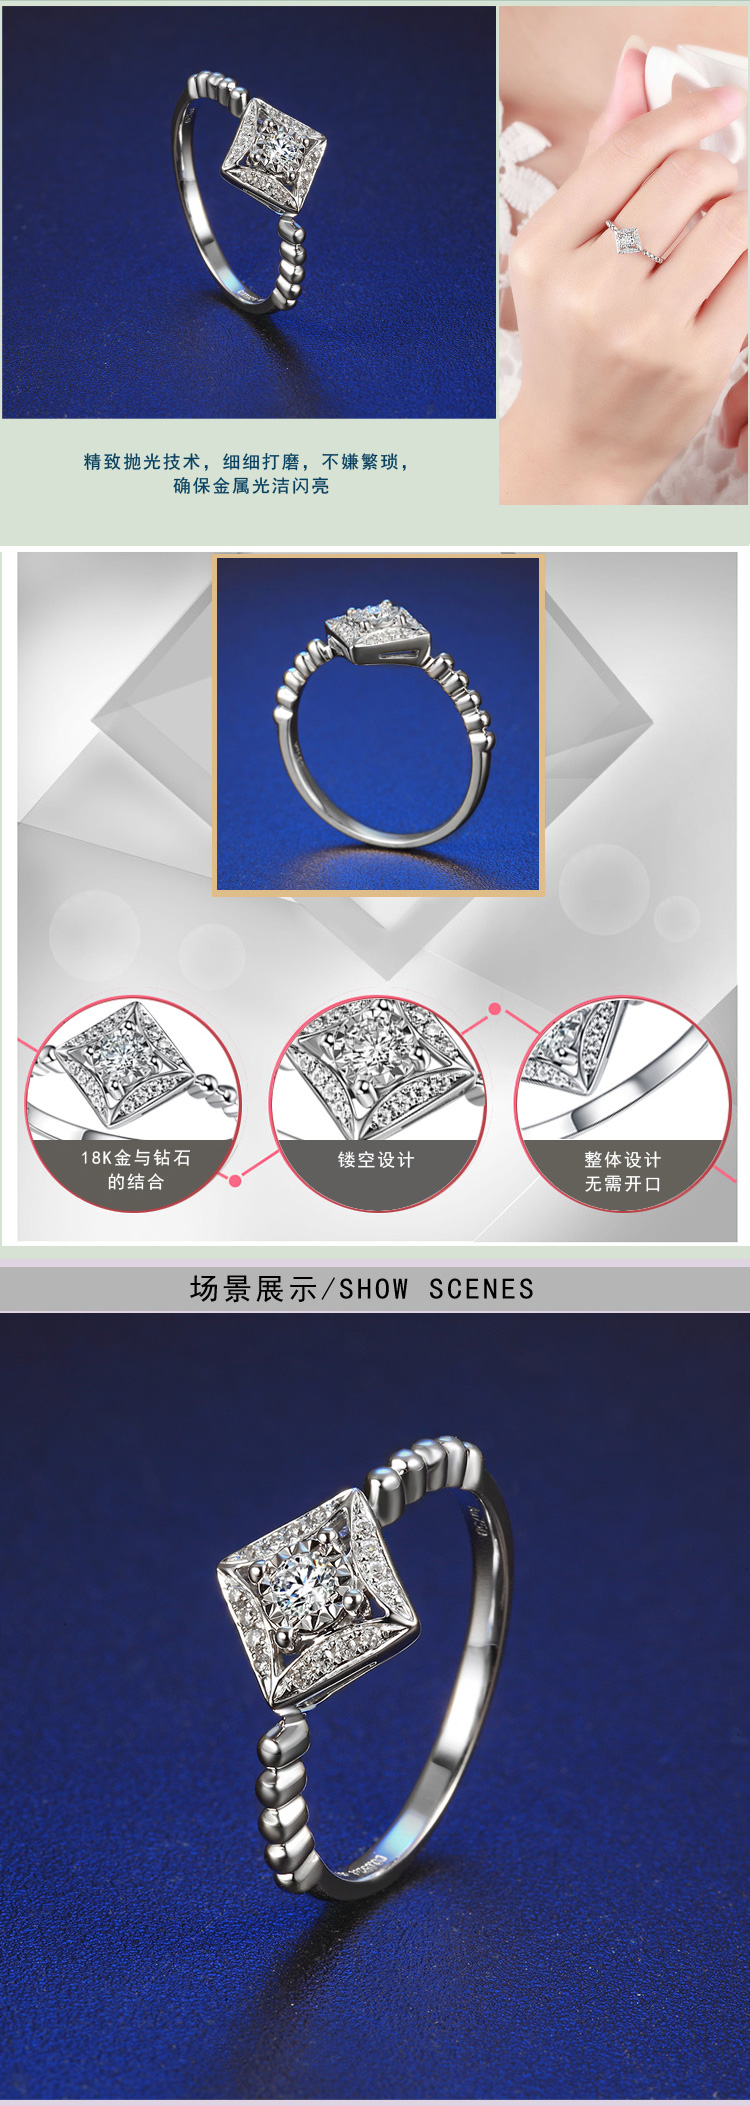 精致抛光技术，细细打磨，不嫌繁琐，
确保金属光洁闪亮
18K金与钻石
的结合
镂空设计
整体设计
无需开口
场景展示/SHOW SCENES